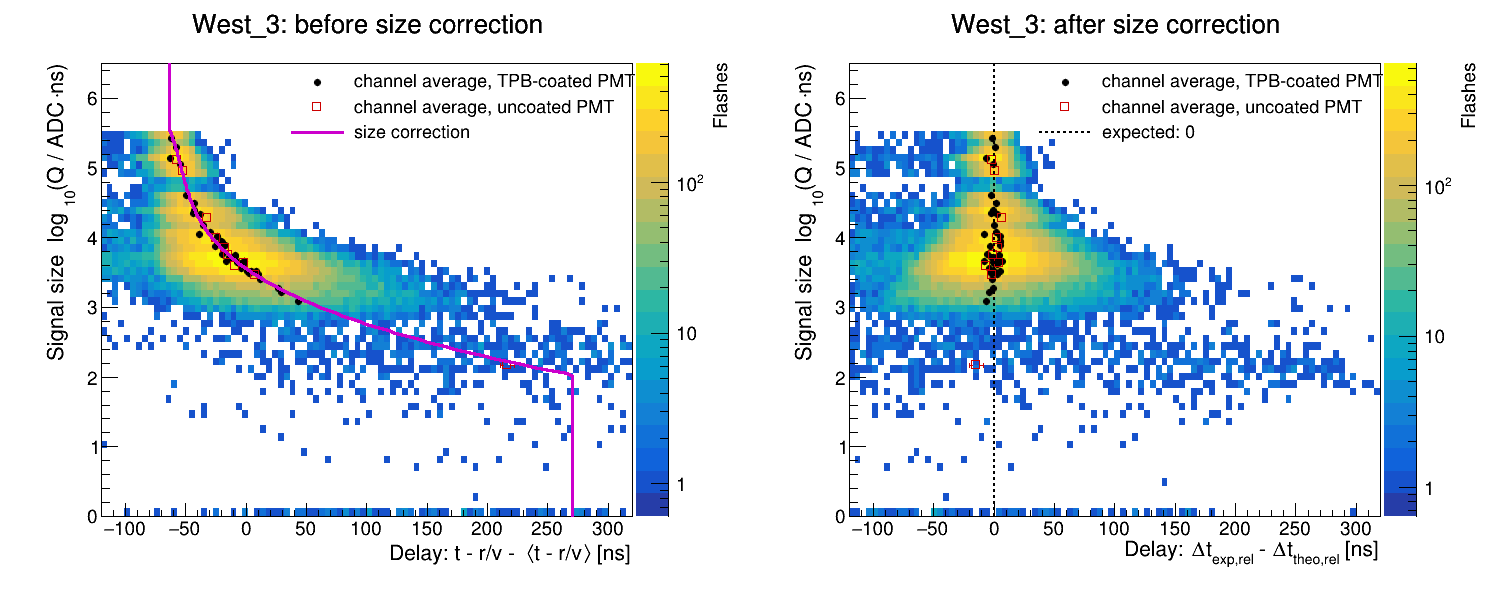 West_3: before size correction
Signal size log 10(Q / ADC·ns)
channel average, TPB-coated PMT
channel average, uncoated PMT
size correction
6
5
4
3
2
1
0
−100 −50 0 50 100 150 200 250 300
Delay: t - r/v - ⟨t - r/v⟩ [ns]
Flashes
10²
10
1
West_3: after size correction
Signal size log 10(Q / ADC·ns)
channel average, TPB-coated PMT
channel average, uncoated PMT
expected: 0
6
5
4
3
2
1
0
−100 −50 0 50 100 150 200 250 300
Delay: Δtexp,rel - Δttheo,rel [ns]
Flashes
10²
10
1